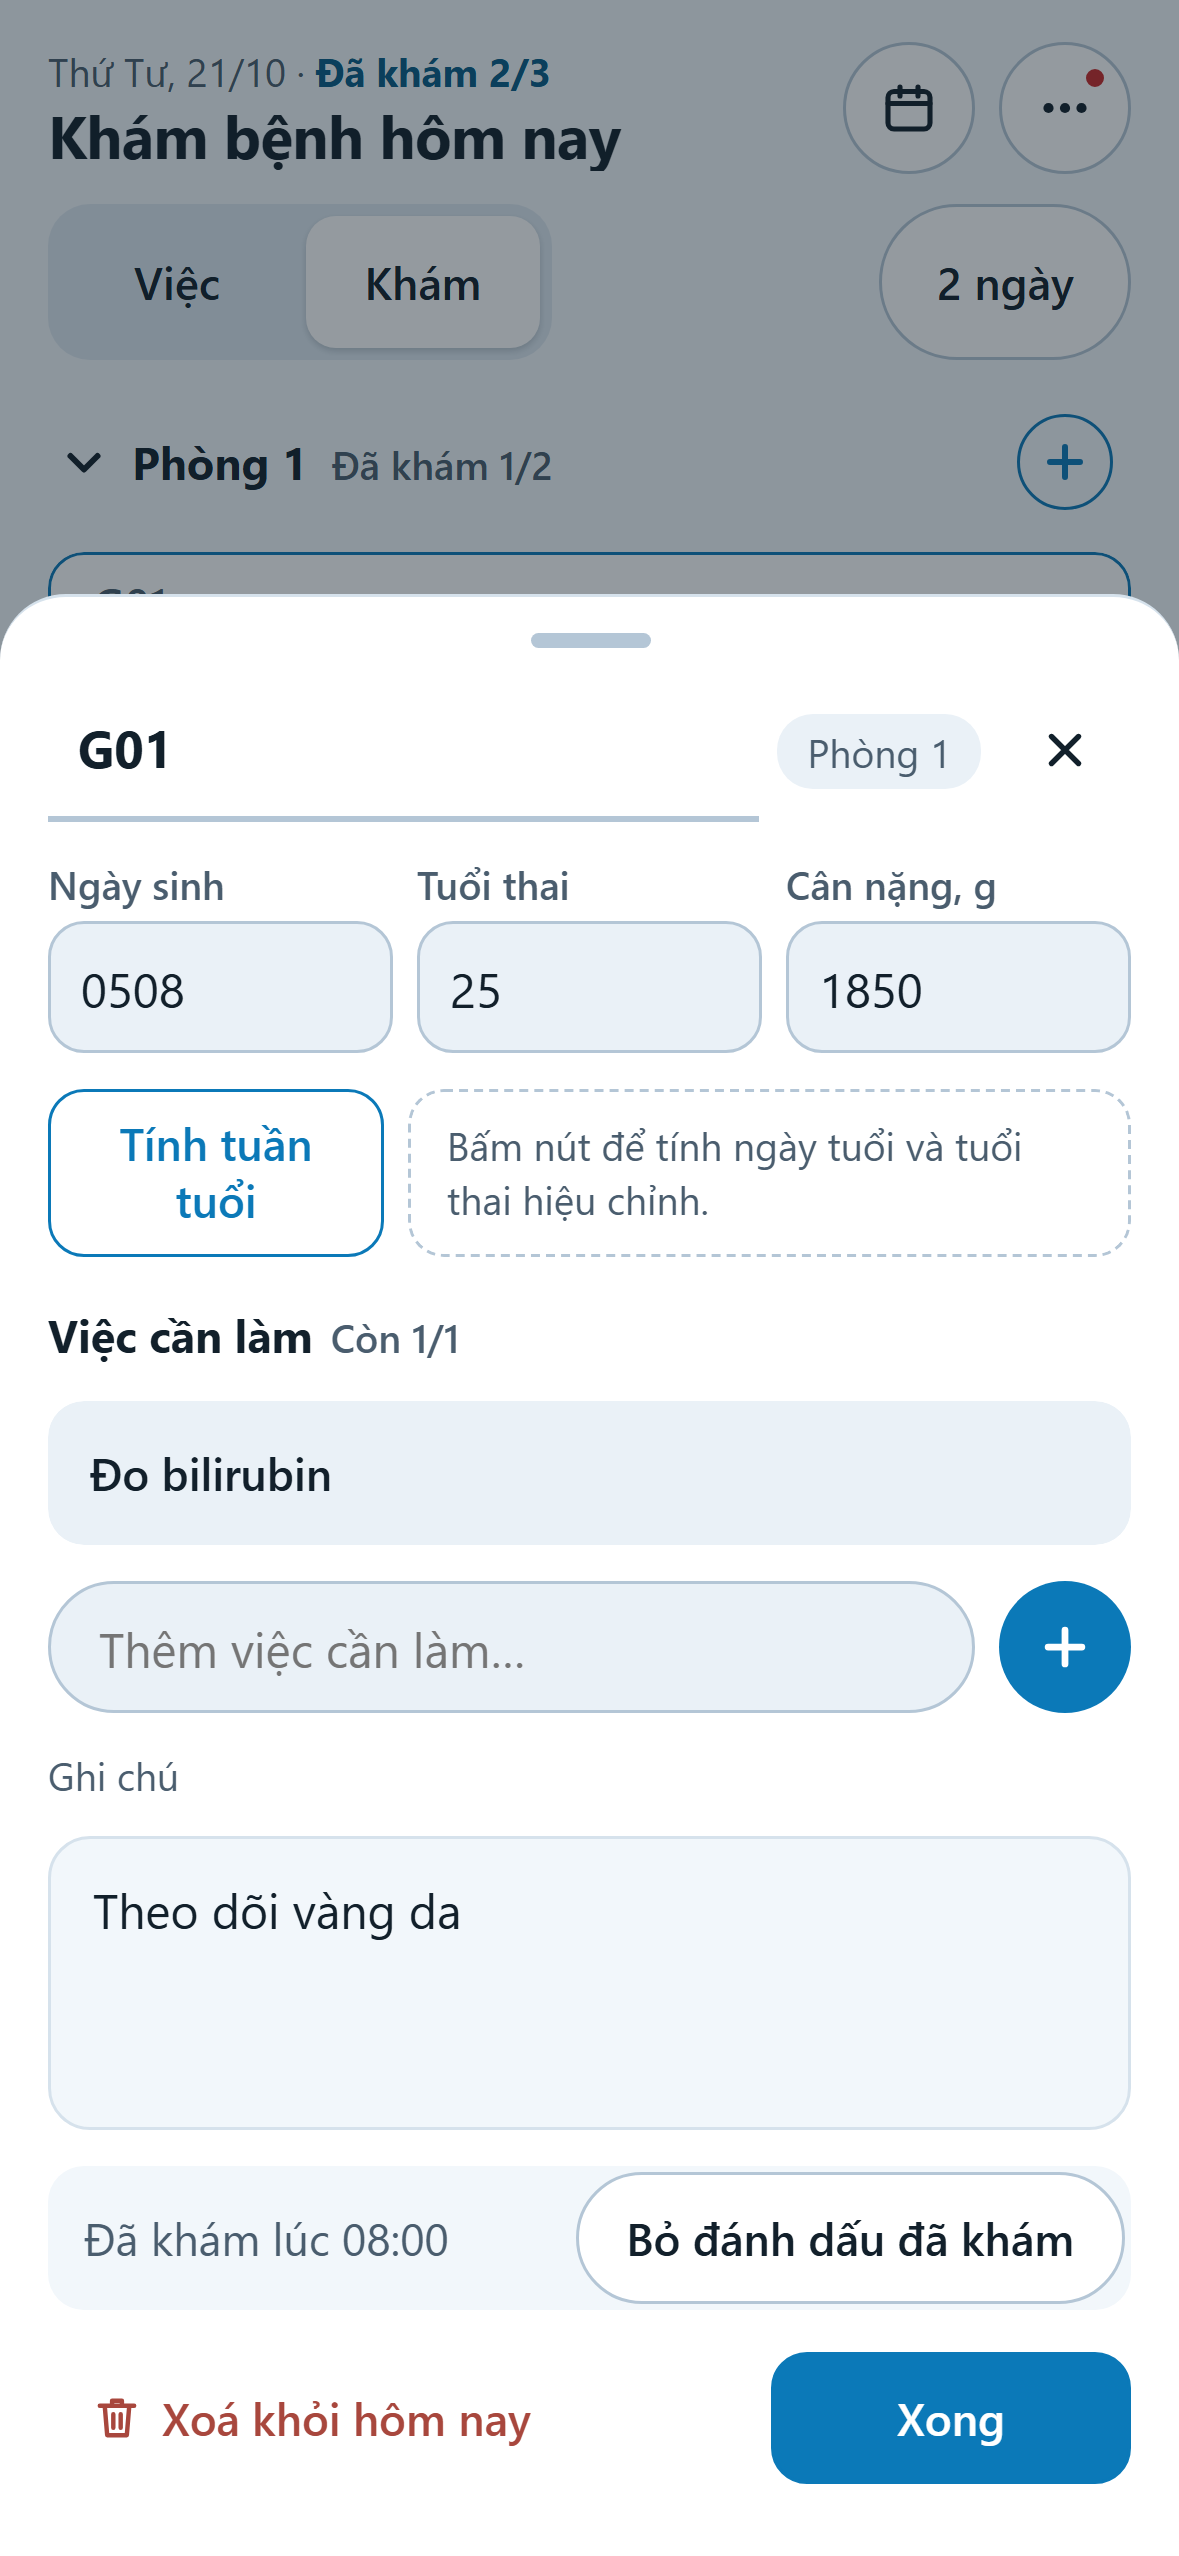 Thứ Tư, 21/10 · Đã khám 2/3
Khám bệnh hôm nay
Việc
Khám
2 ngày
Phòng 1 Đã khám 1/2
G01
G01
Phòng 1
Ngày sinh
Tuổi thai
Cân nặng, g
0508
25
1850
Tính tuần
tuổi
Bấm nút để tính ngày tuổi và tuổi
thai hiệu chỉnh.
Việc cần làm Còn 1/1
Đo bilirubin
Thêm việc cần làm...
Ghi chú
Theo dõi vàng da
Đã khám lúc 08:00
Bỏ đánh dấu đã khám
Xoá khỏi hôm nay
Xong